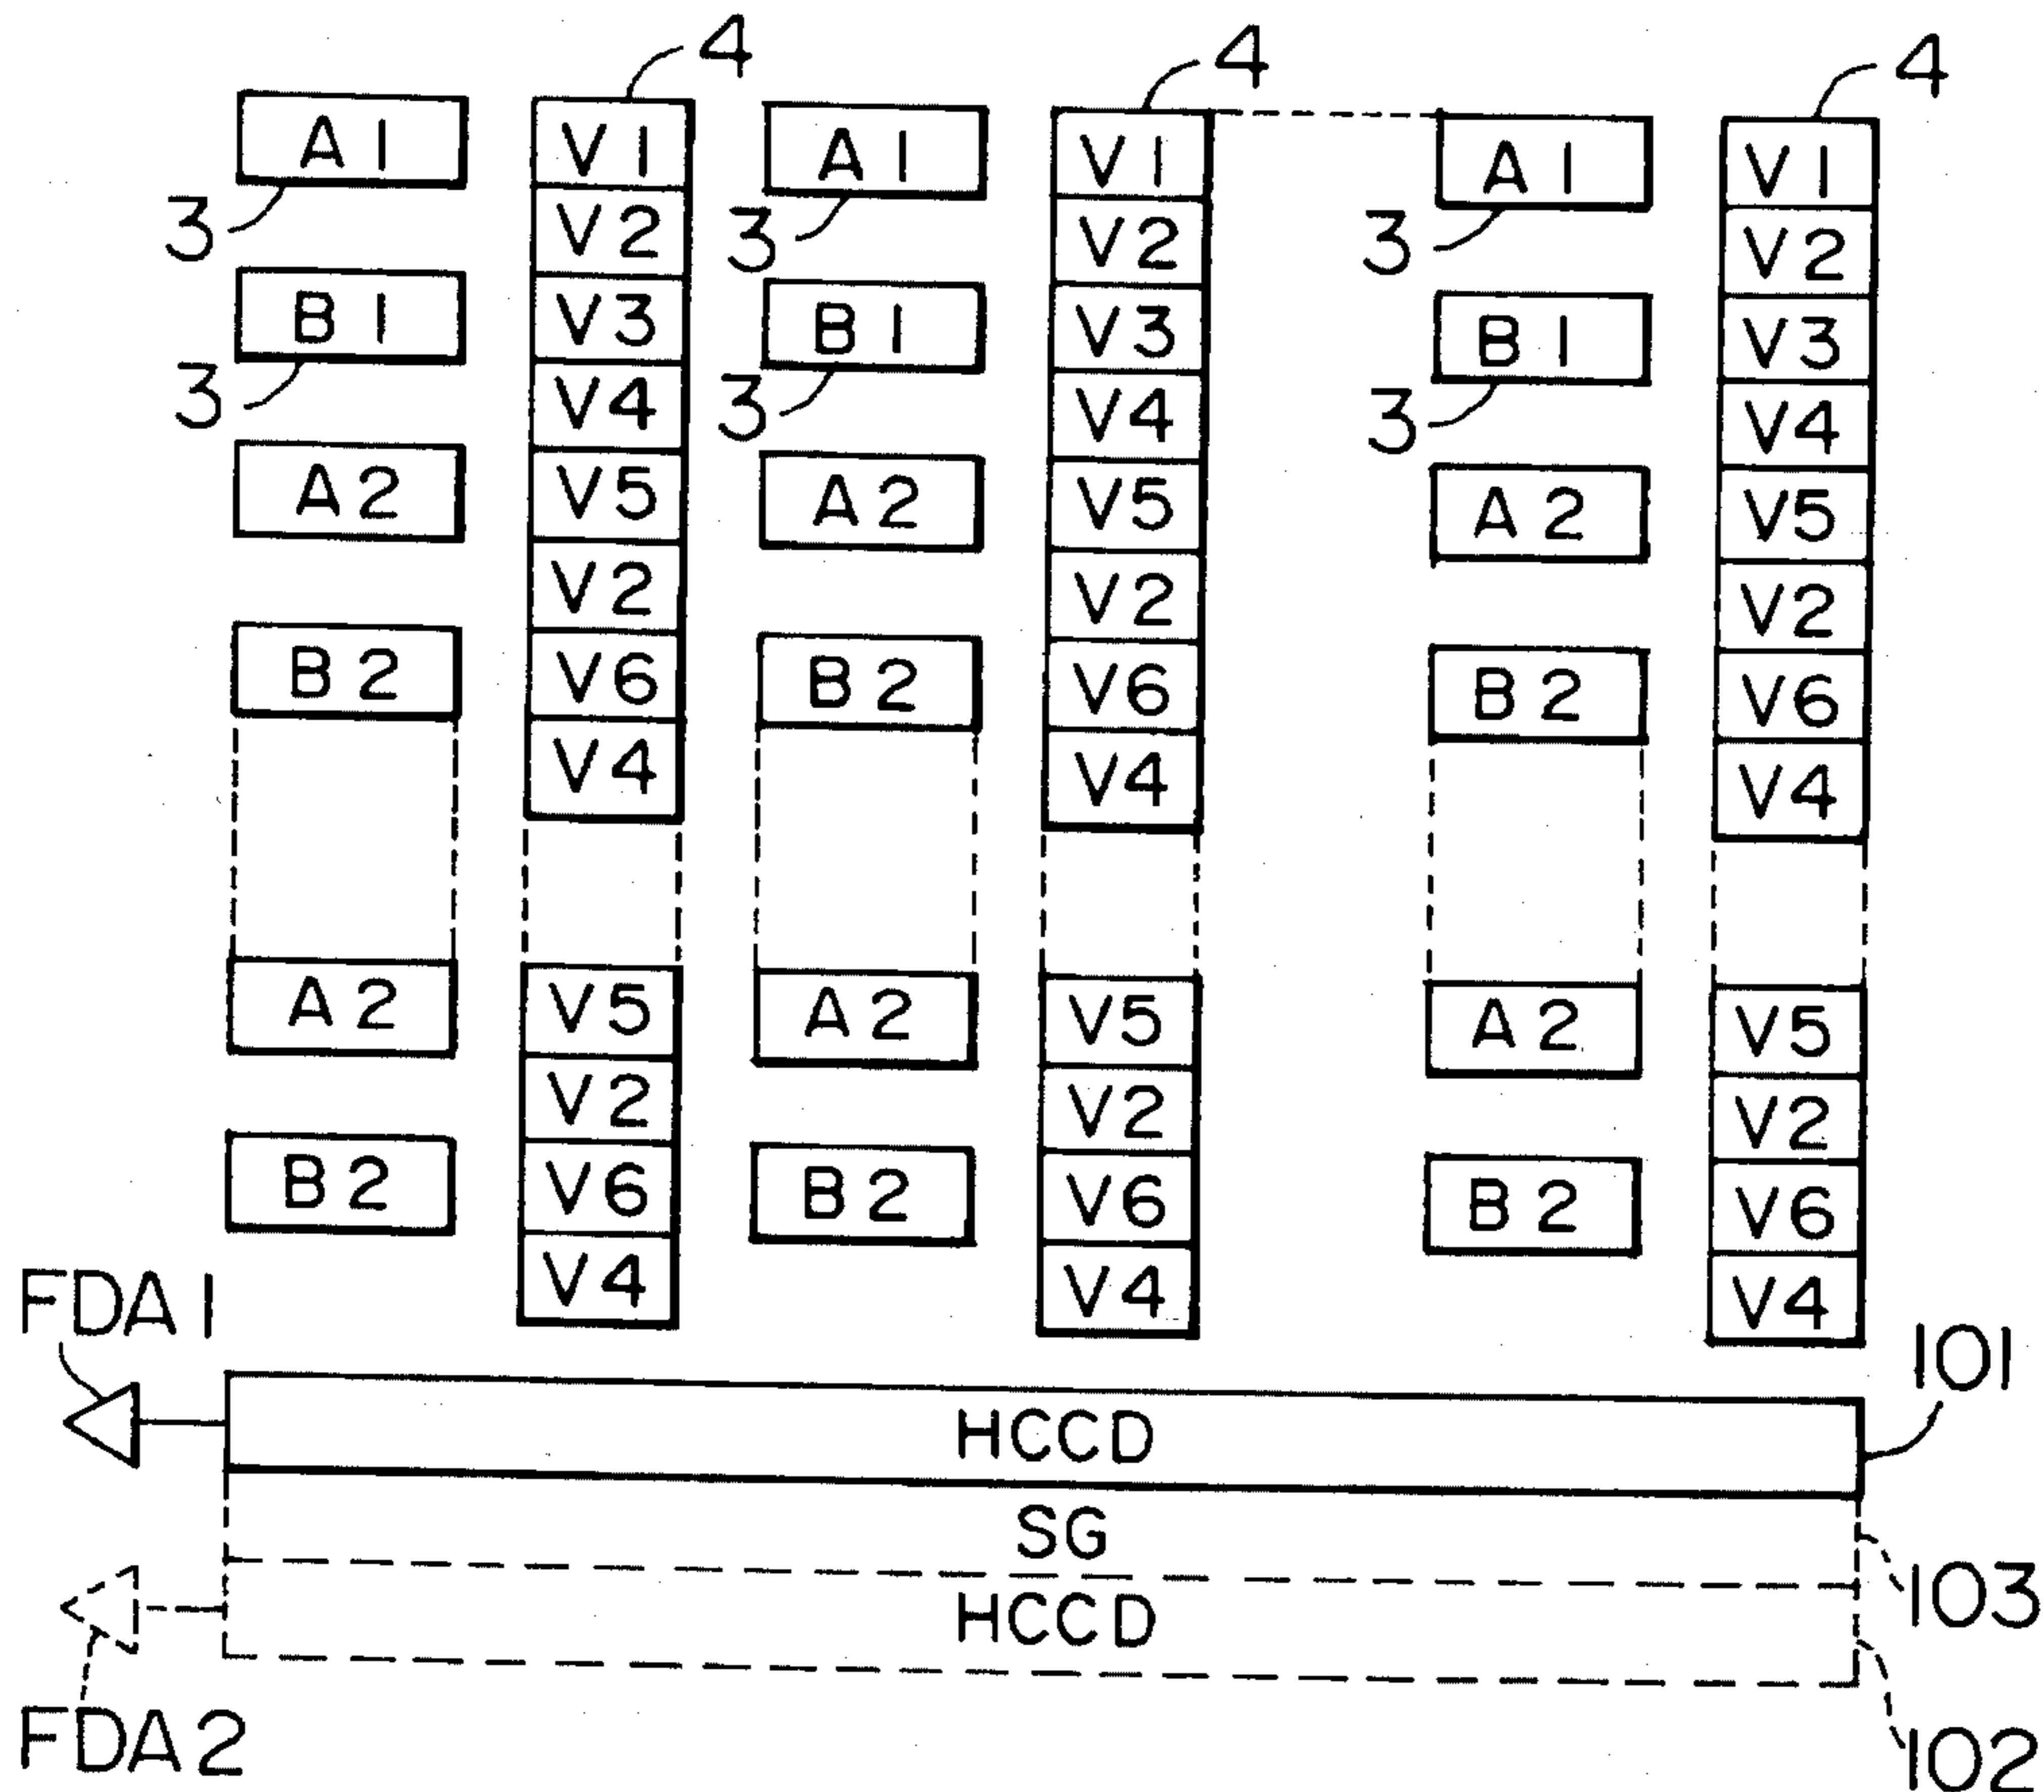 4 4 4
A1 V1 A1 V1 A1 V1
3 V2 3 V2 3 V2
B1 V3 B1 V3 B1 V3
3 V4 3 V4 3 V4
A2 V5 A2 V5 A2 V5
V2 V2 V2
B2 V6 B2 V6 B2 V6
V4 V4 V4
A2 V5 A2 V5 A2 V5
V2 V2 V2
B2 V6 B2 V6 B2 V6
V4 V4 V4
FDA1
101
HCCD
SG
103
HCCD
FDA2
102